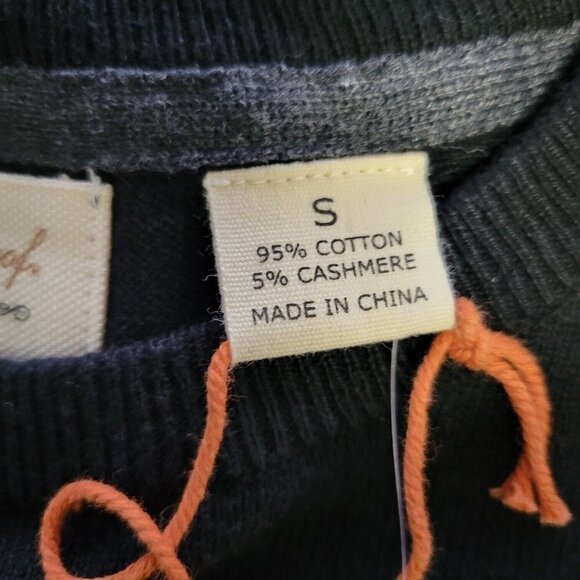 S
95% COTTON
5% CASHMERE
MADE IN CHINA